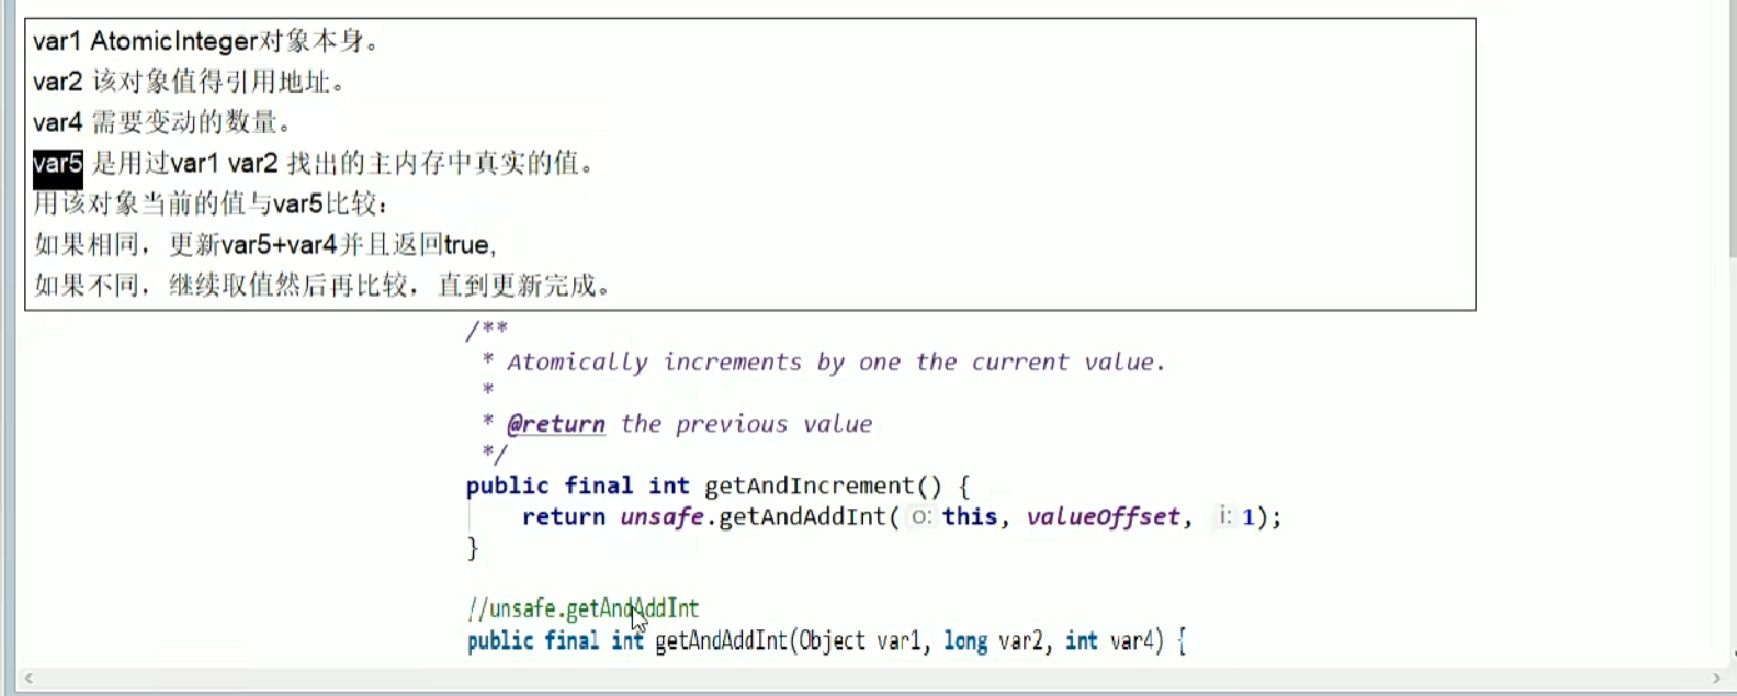 var1 AtomicInteger对象本身。
var2 该对象值得引用地址。
var4 需要变动的数量。
var5 是用过var1 var2 找出的主内存中真实的值。
用该对象当前的值与var5比较：
如果相同，更新var5+var4并且返回true,
如果不同，继续取值然后再比较，直到更新完成。
/**
* Atomically increments by one the current value.
*
* @return the previous value
*/
public final int getAndIncrement() {
return unsafe.getAndAddInt( o: this, valueOffset, i: 1);
}
//unsafe.getAndAddInt
public final int getAndAddInt(Object var1, long var2, int var4) {